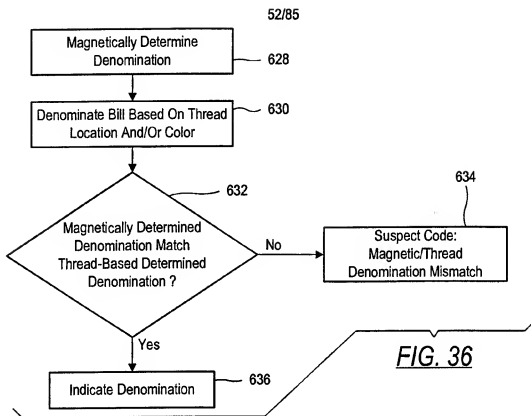 52/85
Magnetically Determine
Denomination
628
Denominate Bill Based On Thread
Location And/Or Color
630
632
Magnetically Determined
Denomination Match
Thread-Based Determined
Denomination ?
No
634
Suspect Code:
Magnetic/Thread
Denomination Mismatch
Yes
Indicate Denomination
636
FIG. 36